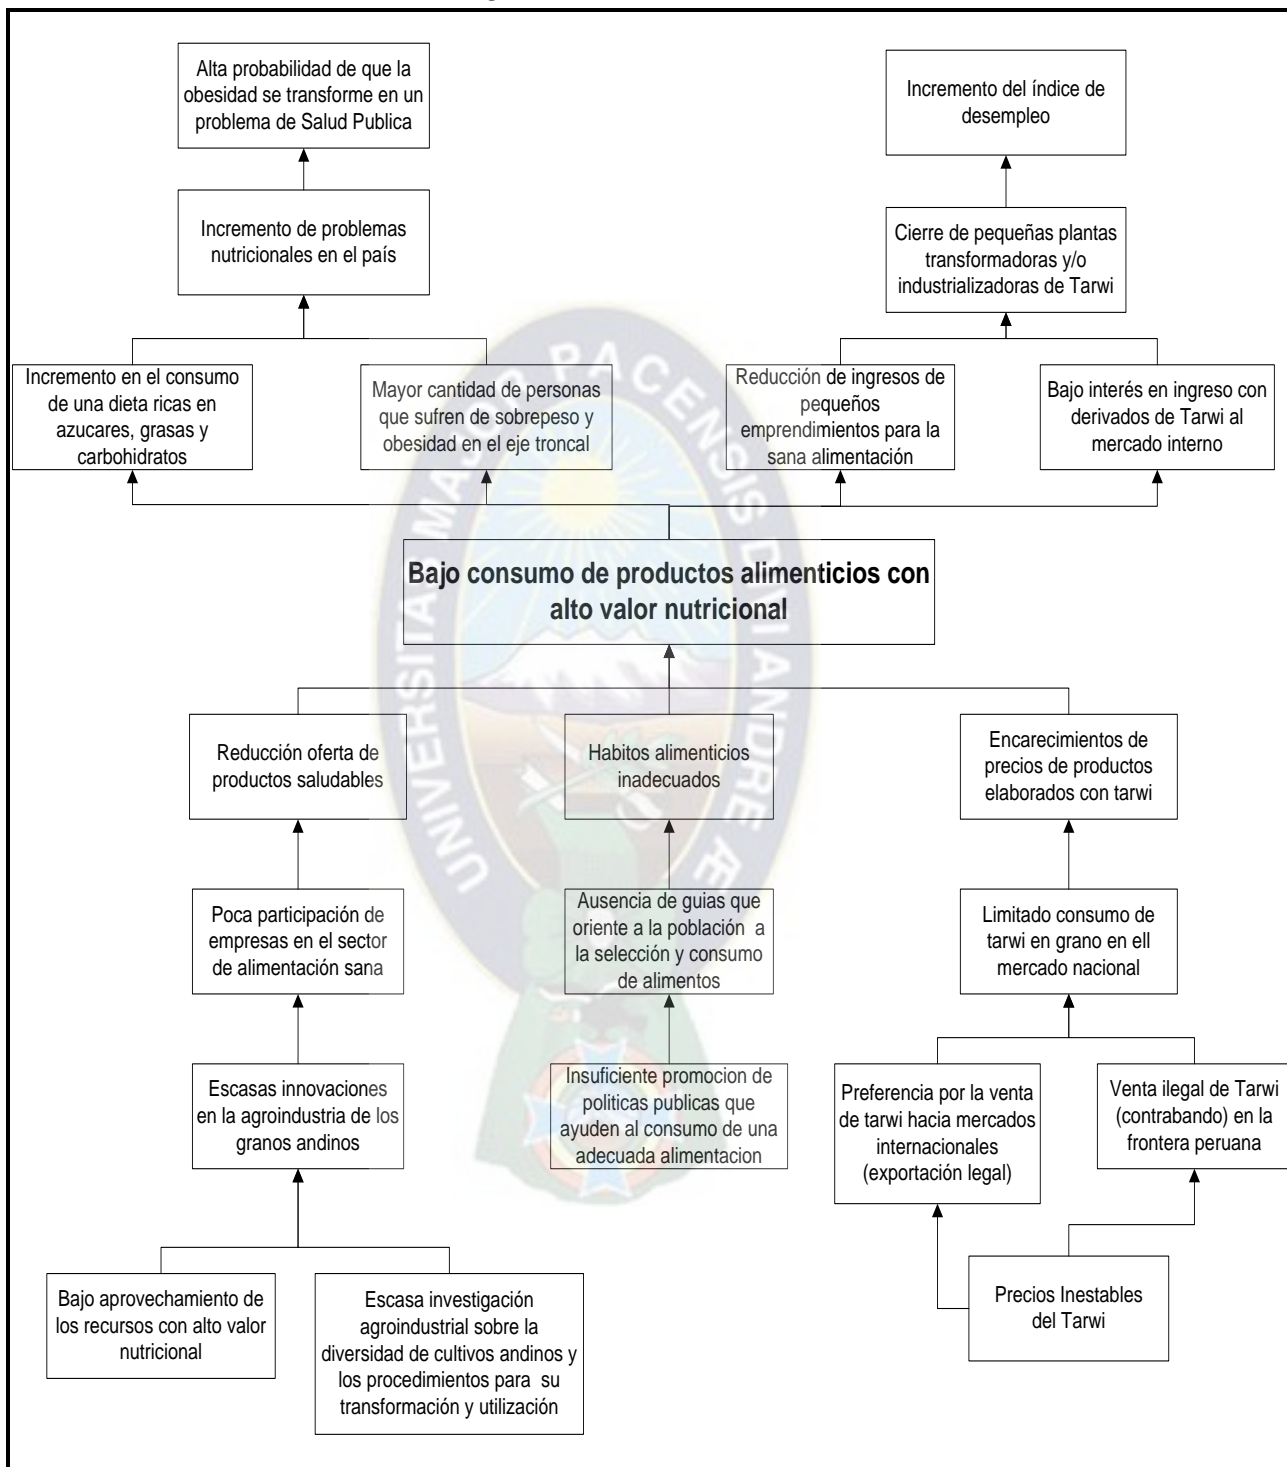 Alta probabilidad de que la
obesidad se transforme en un
problema de Salud Publica
Incremento del índice de
desempleo
Incremento de problemas
nutricionales en el país
Cierre de pequeñas plantas
transformadoras y/o
industrializadoras de Tarwi
Incremento en el consumo
de una dieta ricas en
azucares, grasas y
carbohidratos
Mayor cantidad de personas
que sufren de sobrepeso y
obesidad en el eje troncal
Reducción de ingresos de
pequeños
emprendimientos para la
sana alimentación
Bajo interés en ingreso con
derivados de Tarwi al
mercado interno
Bajo consumo de productos alimenticios con
alto valor nutricional
Reducción oferta de
productos saludables
Habitos alimenticios
inadecuados
Encarecimientos de
precios de productos
elaborados con tarwi
Poca participación de
empresas en el sector
de alimentación sana
Ausencia de guias que
oriente a la población a
la selección y consumo
de alimentos
Limitado consumo de
tarwi en grano en ell
mercado nacional
Escasas innovaciones
en la agroindustria de los
granos andinos
Insuficiente promocion de
politicas publicas que
ayuden al consumo de una
adecuada alimentacion
Preferencia por la venta
de tarwi hacia mercados
internacionales
(exportación legal)
Venta ilegal de Tarwi
(contrabando) en la
frontera peruana
Bajo aprovechamiento de
los recursos con alto valor
nutricional
Escasa investigación
agroindustrial sobre la
diversidad de cultivos andinos y
los procedimientos para su
transformación y utilización
Precios Inestables
del Tarwi
UNIVERSITAS MAJOR PACENSIS DIVI ANDRE Æ